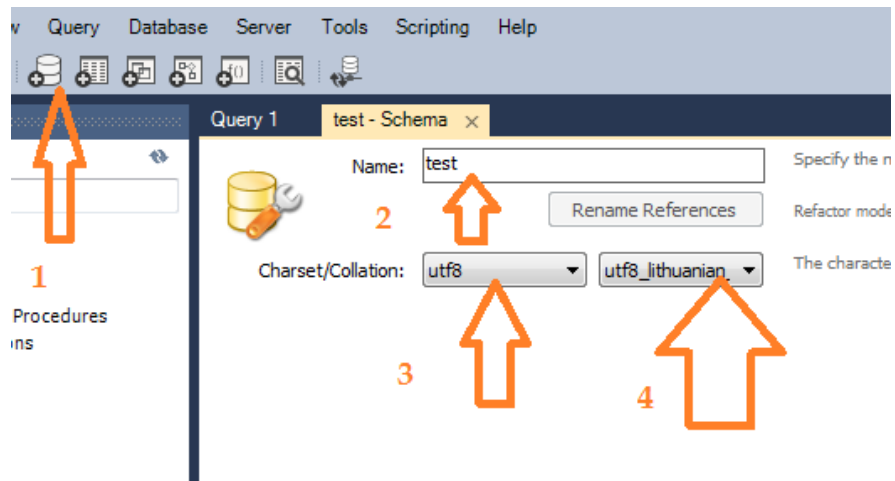 Query Database Server Tools Scripting Help
Query 1 test - Schema
Name: test
Specify the n
2
Rename References
Refactor mode
1
Charset/Collation: utf8 utf8_lithuanian_
The characte
Procedures
ons
3
4